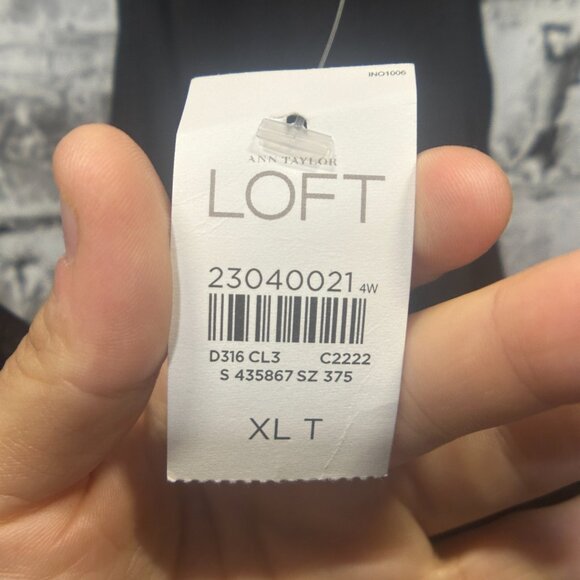 INO1006
ANN TAYLOR
LOFT
23040021 4W
D316 CL3 C2222
S 435867 SZ 375
XL T